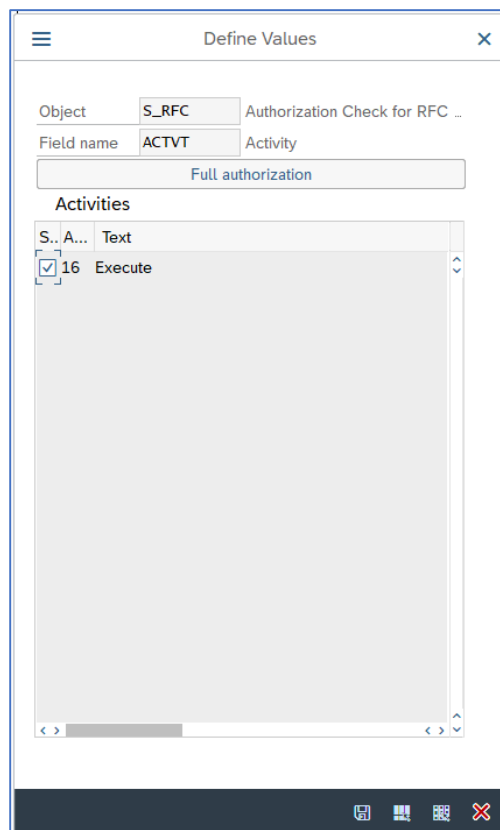 Define Values
Object S_RFC Authorization Check for RFC ...
Field name ACTVT Activity
Full authorization
Activities
S.. A... Text
16 Execute